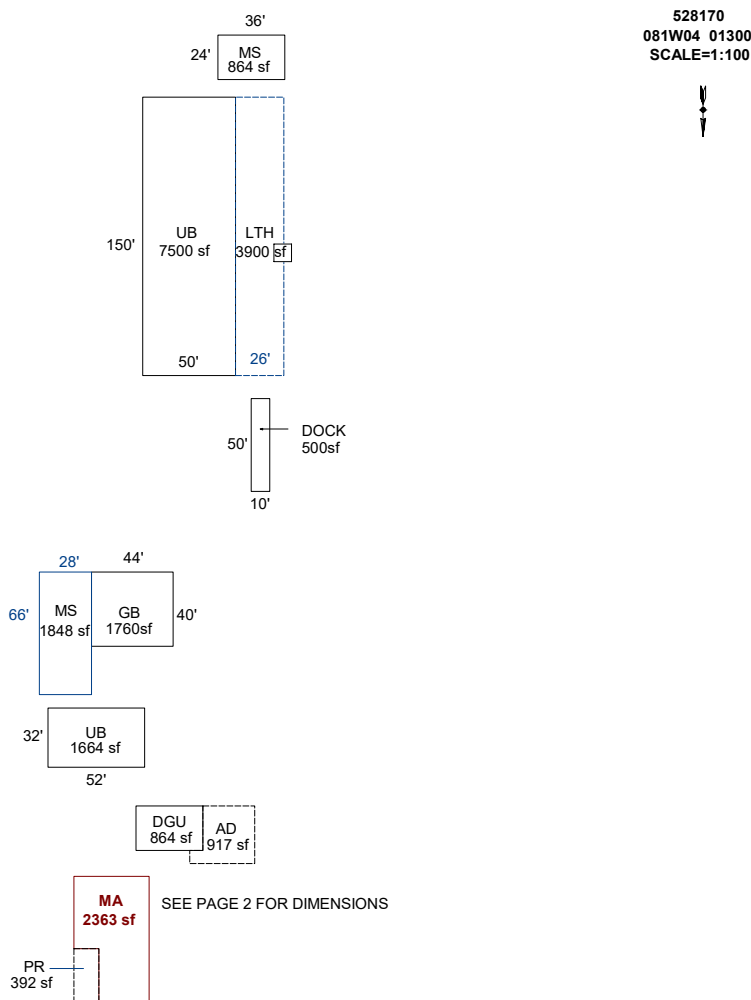 528170
081W04 01300
SCALE=1:100
N
36'
24'
MS
864 sf
150'
UB
7500 sf
LTH
3900 sf
50'
26'
50'
DOCK
500sf
10'
28'
44'
66'
MS
1848 sf
GB
1760sf
40'
32'
UB
1664 sf
52'
DGU
864 sf
AD
917 sf
MA
2363 sf
SEE PAGE 2 FOR DIMENSIONS
PR
392 sf